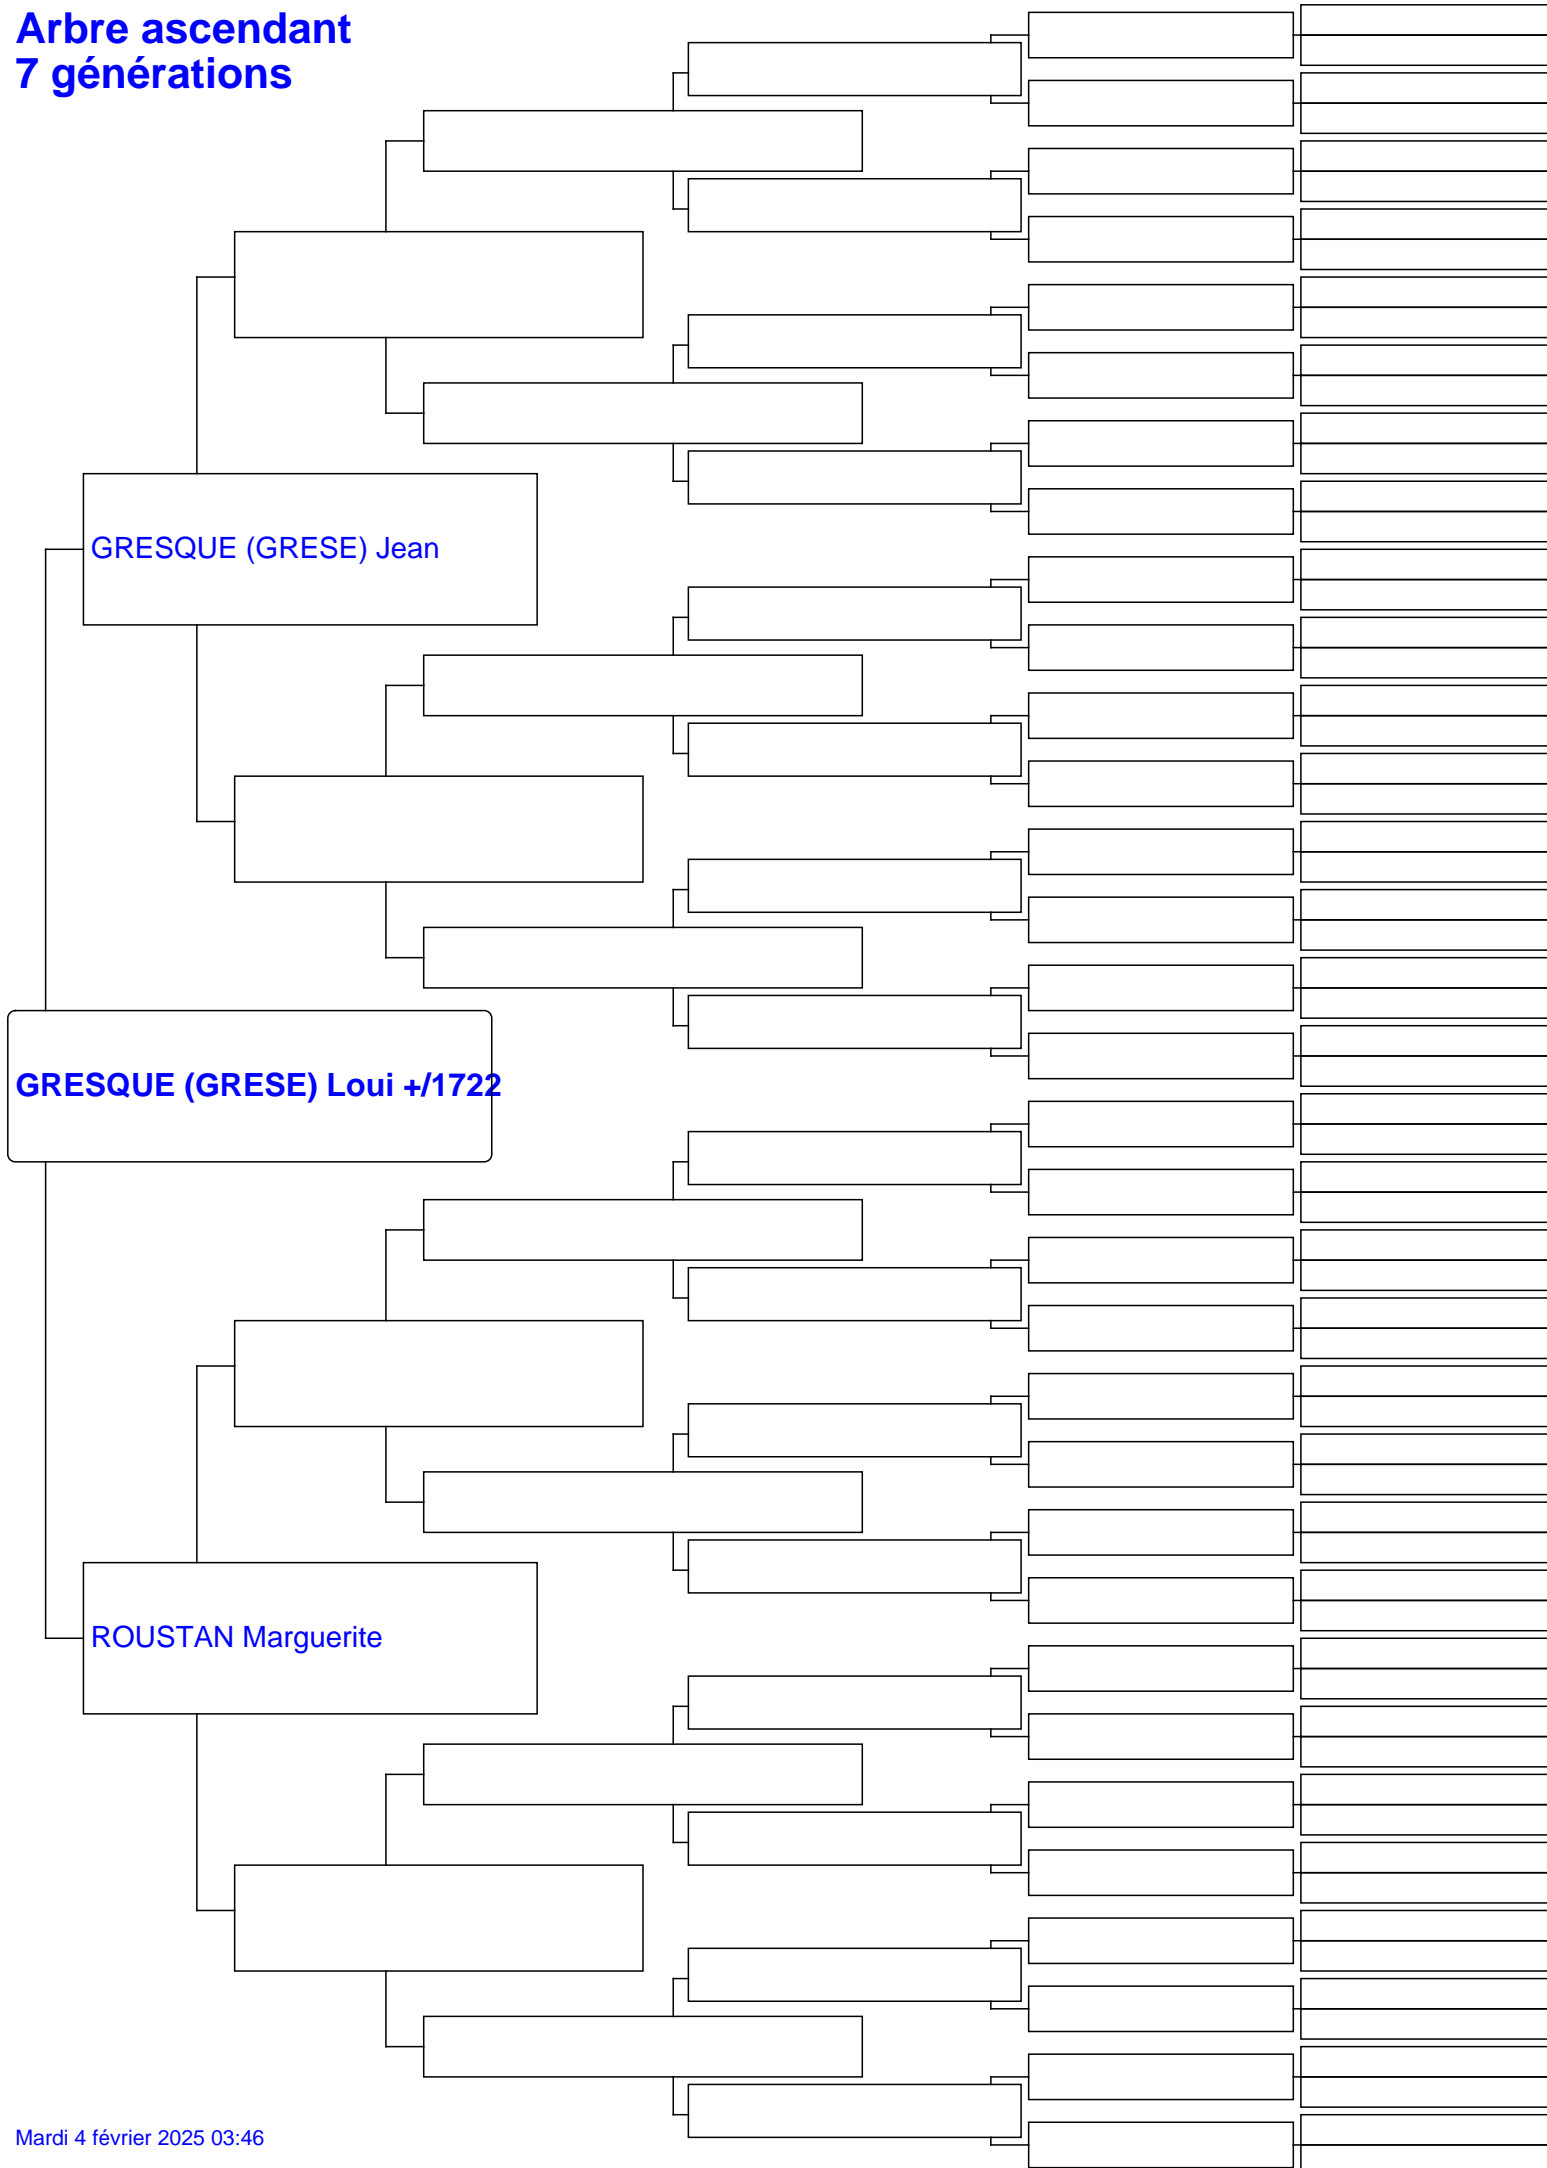 Arbre ascendant
7 générations
GRESQUE (GRESE) Jean
GRESQUE (GRESE) Loui +/1722
ROUSTAN Marguerite
Mardi 4 février 2025 03:46